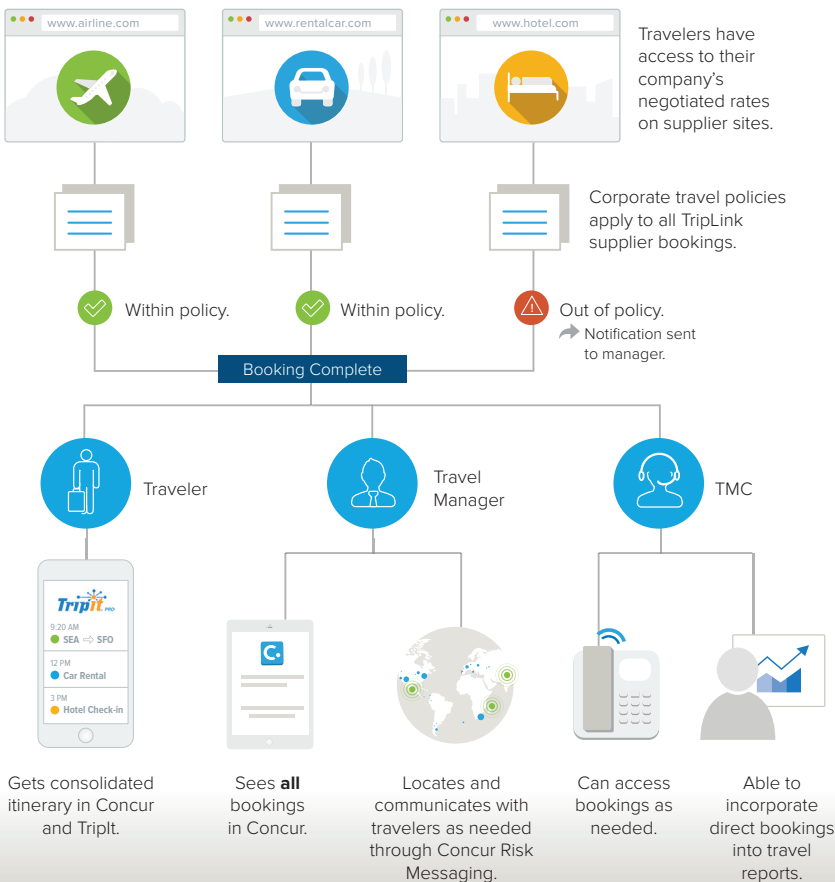 www.airline.com
www.rentalcar.com
www.hotel.com
Travelers have
access to their
company's
negotiated rates
on supplier sites.
Corporate travel policies
apply to all TripLink
supplier bookings.
Within policy.
Within policy.
Out of policy.
Notification sent
to manager.
Booking Complete
Traveler
Travel
Manager
TMC
TripIt PRO
9:20 AM
SEA ⇨ SFO
12 PM
Car Rental
3 PM
Hotel Check-in
C.
Gets consolidated
itinerary in Concur
and TripIt.
Sees all
bookings
in Concur.
Locates and
communicates with
travelers as needed
through Concur Risk
Messaging.
Can access
bookings as
needed.
Able to
incorporate
direct bookings
into travel
reports.